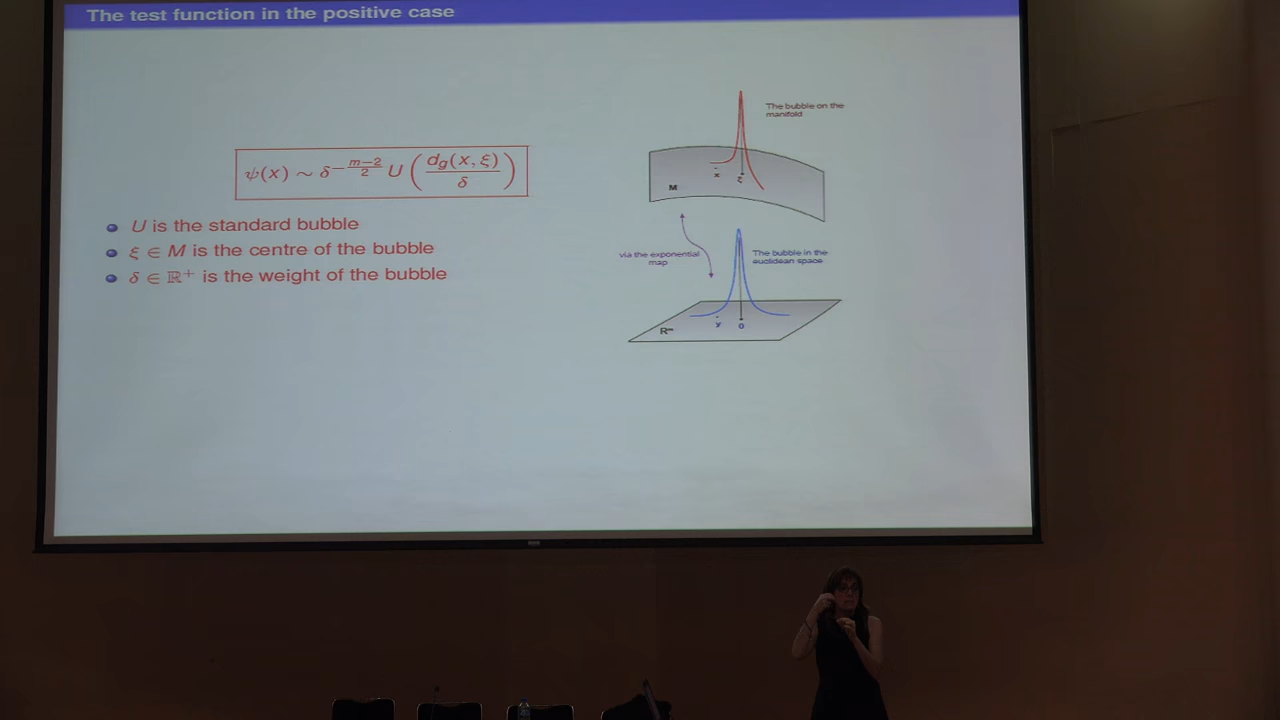 The test function in the positive case
ψ(x) ∼ δ^{-\frac{m-2}{2}} U ( \frac{d_g(x, ξ)}{δ} )
U is the standard bubble
ξ ∈ M is the centre of the bubble
δ ∈ ℝ⁺ is the weight of the bubble
The bubble on the
manifold
x
ξ
M
via the exponential
map
The bubble in the
euclidean space
R^m
y
0